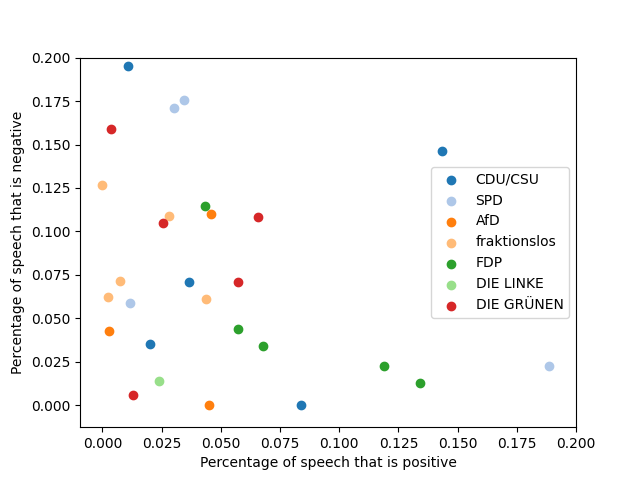 0.200
0.175
0.150
0.125
0.100
0.075
0.050
0.025
0.000
Percentage of speech that is negative
CDU/CSU
SPD
AfD
fraktionslos
FDP
DIE LINKE
DIE GRÜNEN
0.000 0.025 0.050 0.075 0.100 0.125 0.150 0.175 0.200
Percentage of speech that is positive